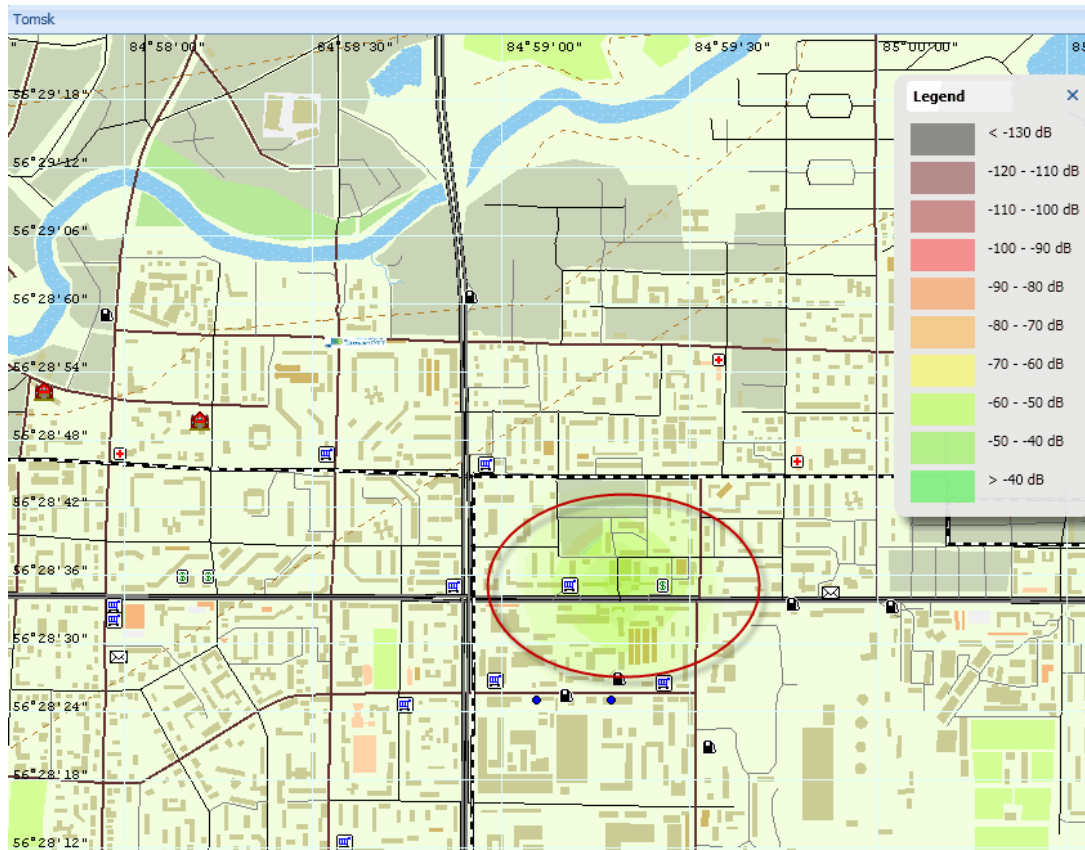 Tomsk
84°58'00"
84°58'30"
84°59'00"
84°59'30"
85°00'00"
56°29'18"
56°29'12"
56°29'06"
56°28'60"
56°28'54"
56°28'48"
56°28'42"
56°28'36"
56°28'30"
56°28'24"
56°28'18"
56°28'12"
Legend
< -130 dB
-120 - -110 dB
-110 - -100 dB
-100 - -90 dB
-90 - -80 dB
-80 - -70 dB
-70 - -60 dB
-60 - -50 dB
-50 - -40 dB
> -40 dB